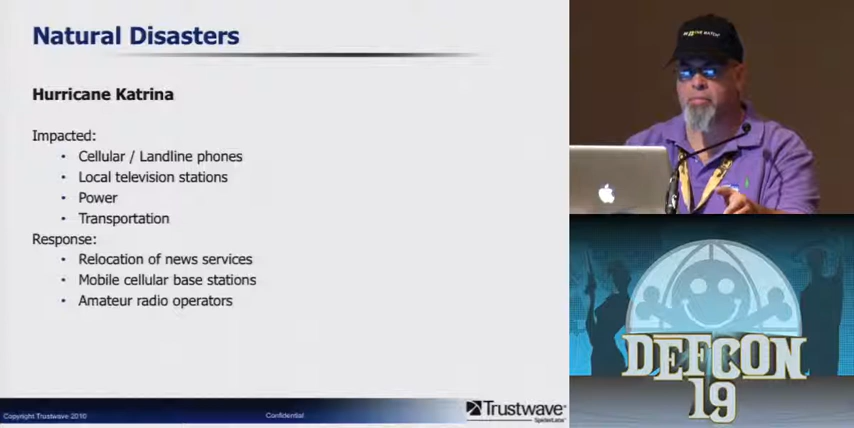 Natural Disasters
Hurricane Katrina
Impacted:
• Cellular / Landline phones
• Local television stations
• Power
• Transportation
Response:
• Relocation of news services
• Mobile cellular base stations
• Amateur radio operators
Copyright Trustwave 2010
Confidential
Trustwave
SpiderLabs
DEFCON
19